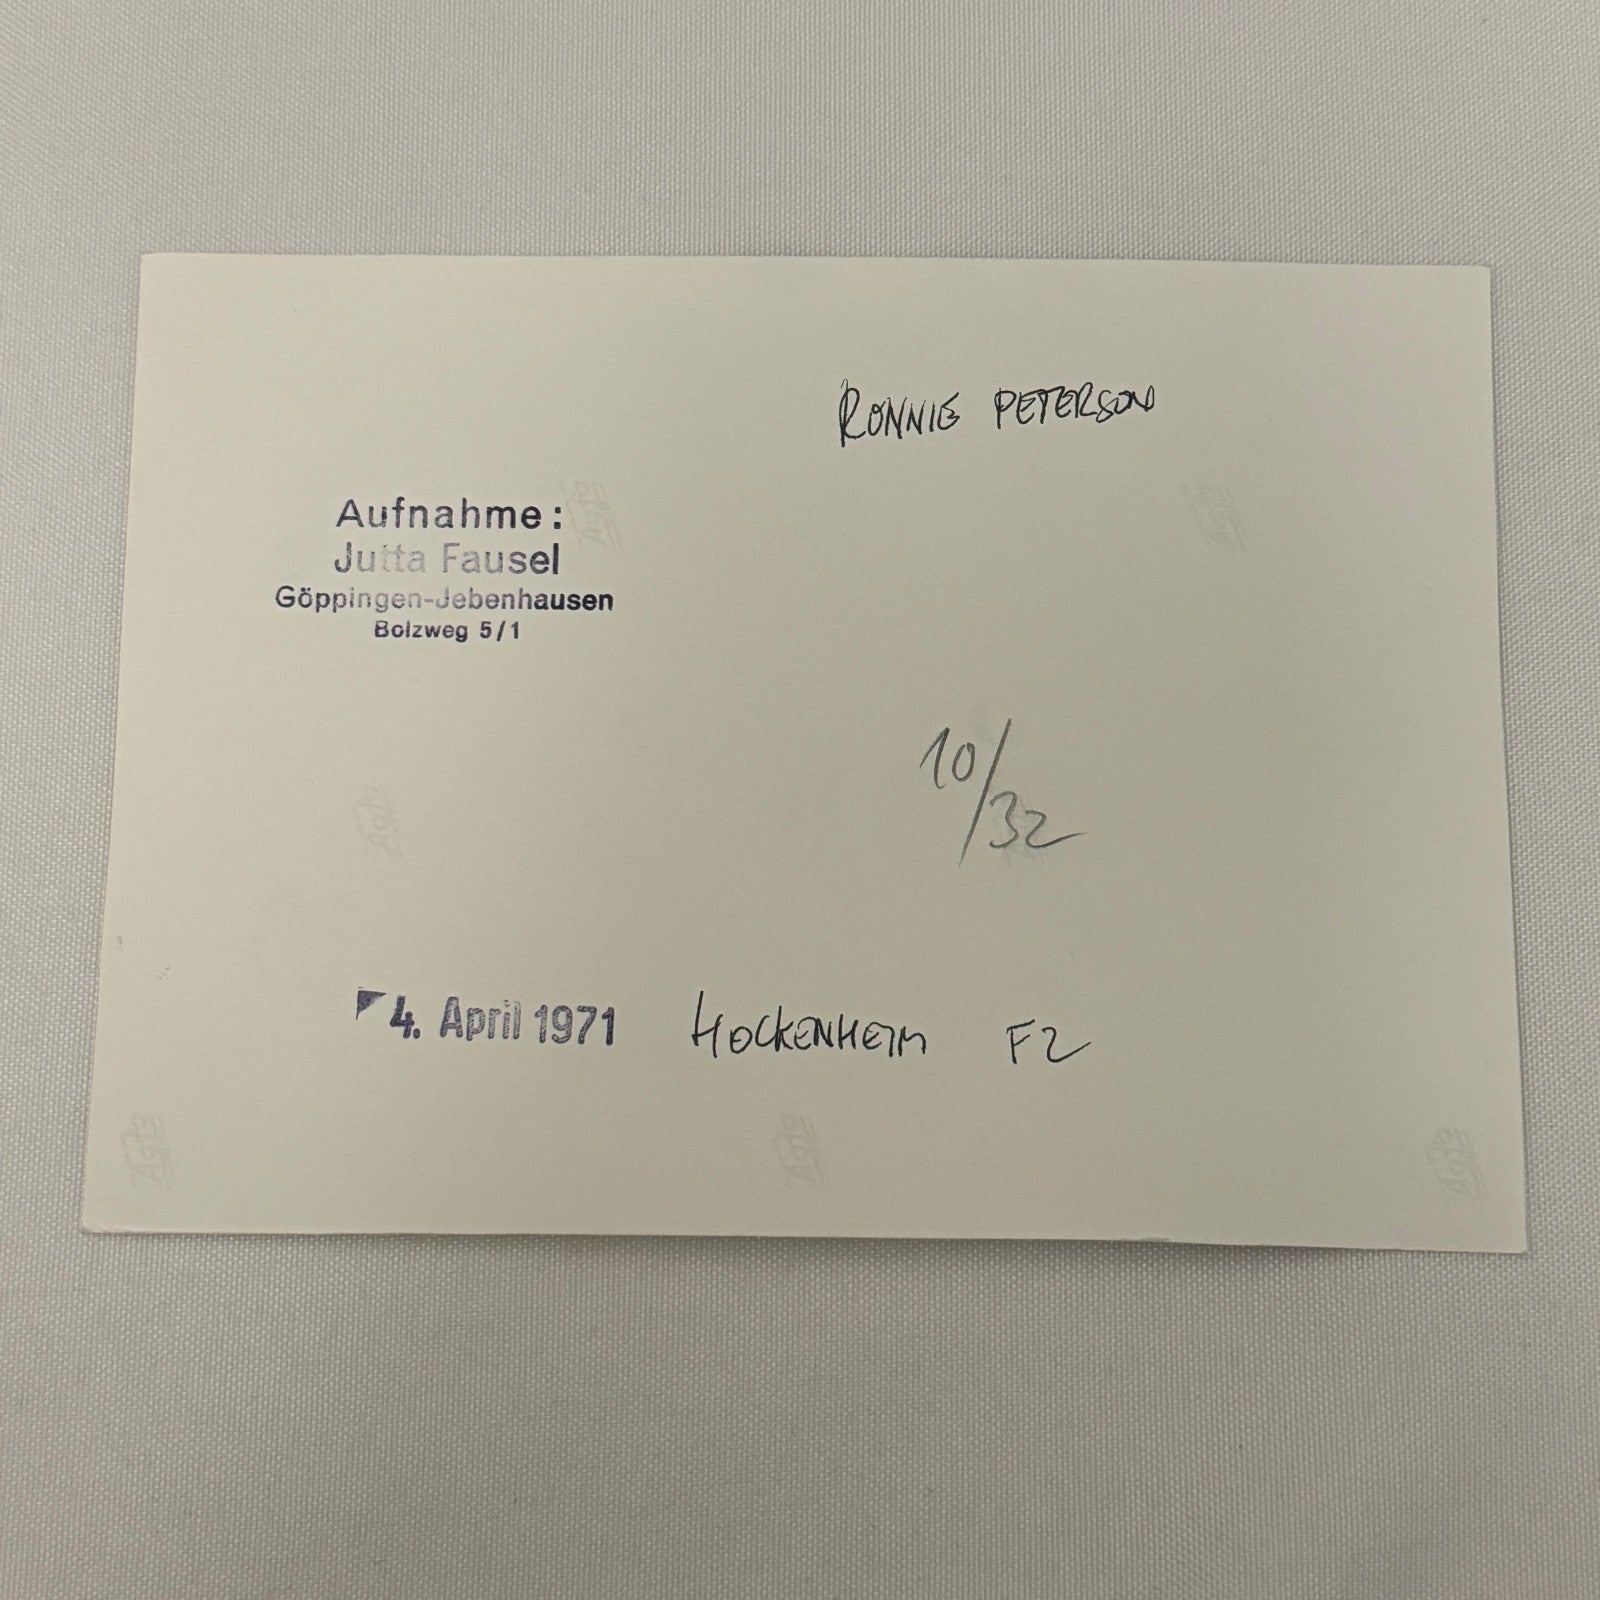 RONNIE PETERSON
Aufnahme:
Jutta Fausel
Göppingen-Jebenhausen
Bolzweg 5/1
10/32
4. April 1971 HOCKENHEIM F2